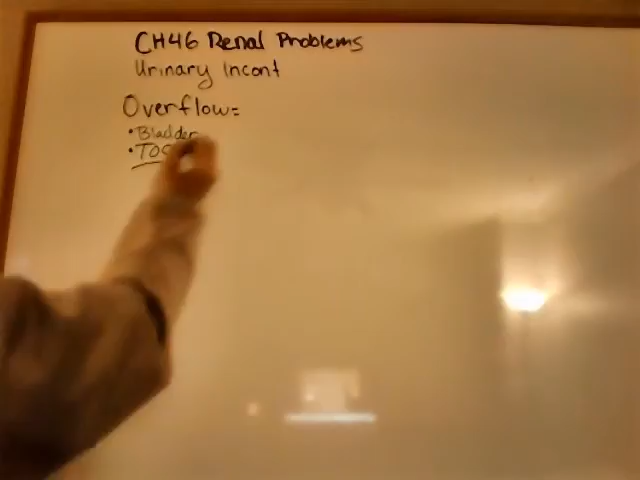 CH46 Renal Problems
Urinary Incont
Overflow=
• Bladder